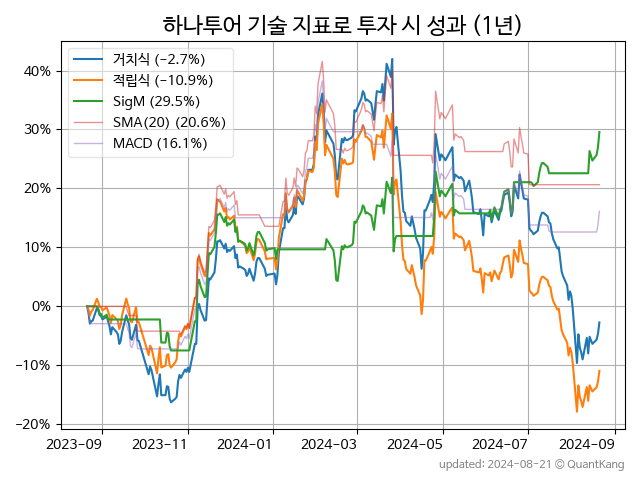 하나투어 기술 지표로 투자 시 성과 (1년)
거치식 (−2.7%)
적립식 (−10.9%)
SigM (29.5%)
SMA(20) (20.6%)
MACD (16.1%)
40%
30%
20%
10%
0%
−10%
−20%
2023-09 2023-11 2024-01 2024-03 2024-05 2024-07 2024-09
updated: 2024-08-21 © QuantKang